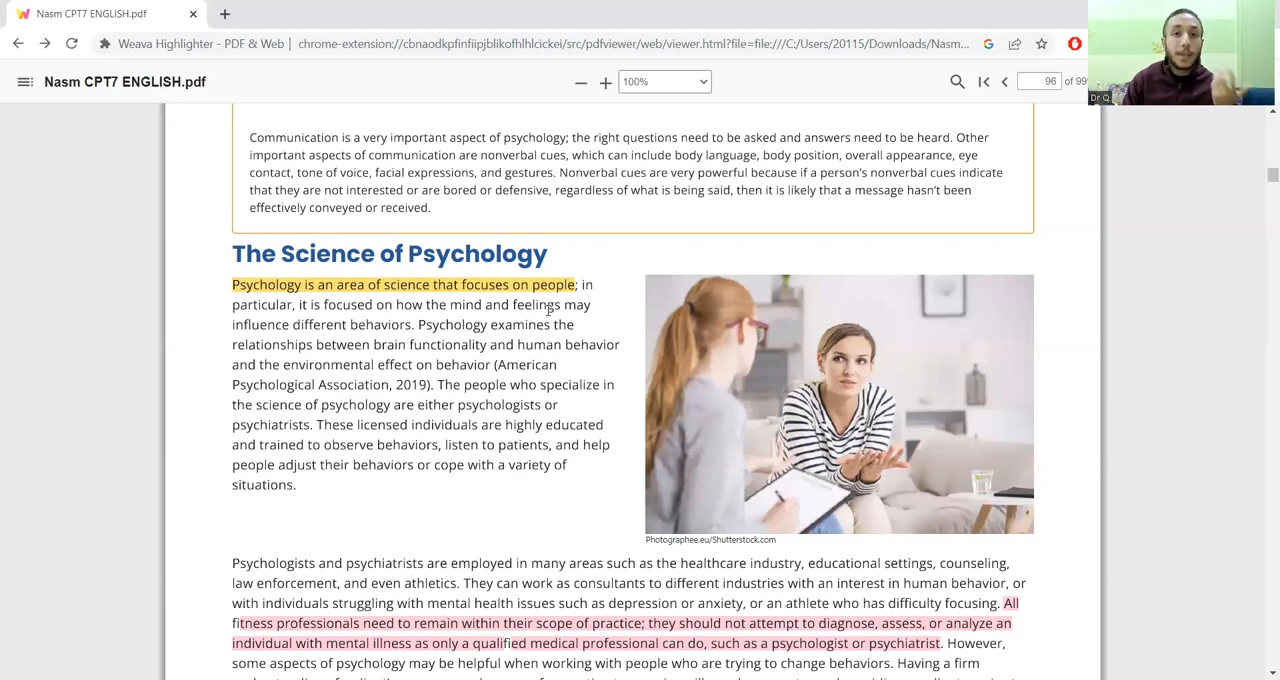 Nasm CPT7 ENGLISH.pdf
Weava Highlighter - PDF & Web | chrome-extension://cbnaodkpfinfiipjblikofhlhlcickei/src/pdfviewer/web/viewer.html?file=file:///C:/Users/20115/Downloads/Nasm...
Nasm CPT7 ENGLISH.pdf
100%
96 of 99
Dr Q
Communication is a very important aspect of psychology; the right questions need to be asked and answers need to be heard. Other
important aspects of communication are nonverbal cues, which can include body language, body position, overall appearance, eye
contact, tone of voice, facial expressions, and gestures. Nonverbal cues are very powerful because if a person's nonverbal cues indicate
that they are not interested or are bored or defensive, regardless of what is being said, then it is likely that a message hasn't been
effectively conveyed or received.
The Science of Psychology
Psychology is an area of science that focuses on people; in
particular, it is focused on how the mind and feelings may
influence different behaviors. Psychology examines the
relationships between brain functionality and human behavior
and the environmental effect on behavior (American
Psychological Association, 2019). The people who specialize in
the science of psychology are either psychologists or
psychiatrists. These licensed individuals are highly educated
and trained to observe behaviors, listen to patients, and help
people adjust their behaviors or cope with a variety of
situations.
Photographee.eu/Shutterstock.com
Psychologists and psychiatrists are employed in many areas such as the healthcare industry, educational settings, counseling,
law enforcement, and even athletics. They can work as consultants to different industries with an interest in human behavior, or
with individuals struggling with mental health issues such as depression or anxiety, or an athlete who has difficulty focusing. All
fitness professionals need to remain within their scope of practice; they should not attempt to diagnose, assess, or analyze an
individual with mental illness as only a qualified medical professional can do, such as a psychologist or psychiatrist. However,
some aspects of psychology may be helpful when working with people who are trying to change behaviors. Having a firm